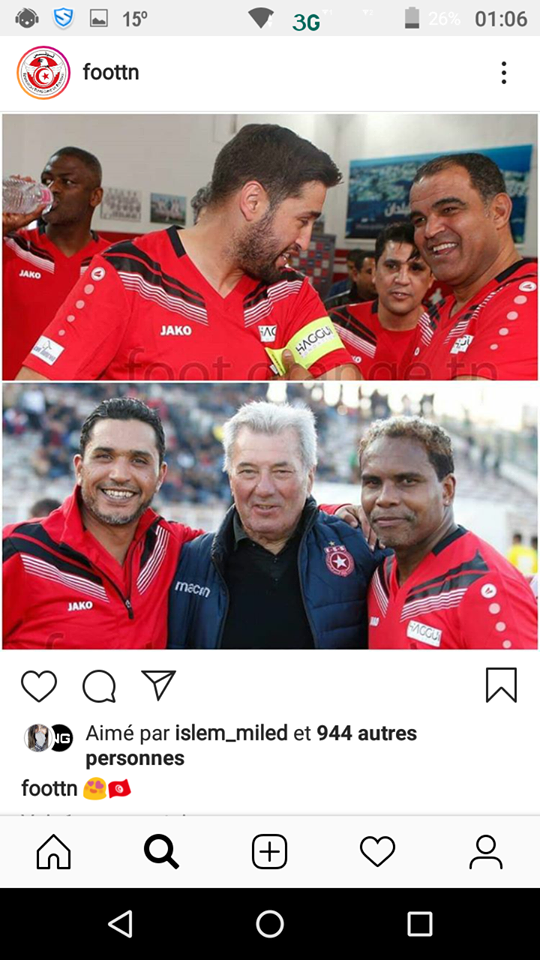 15°
3G
26%
01:06
foottn
JAKO
JAKO
HAGGUI
foot.orange.tn
JAKO
macron
HAGGUI
Aimé par islem_miled et 944 autres
personnes
foottn 😍🇹🇳